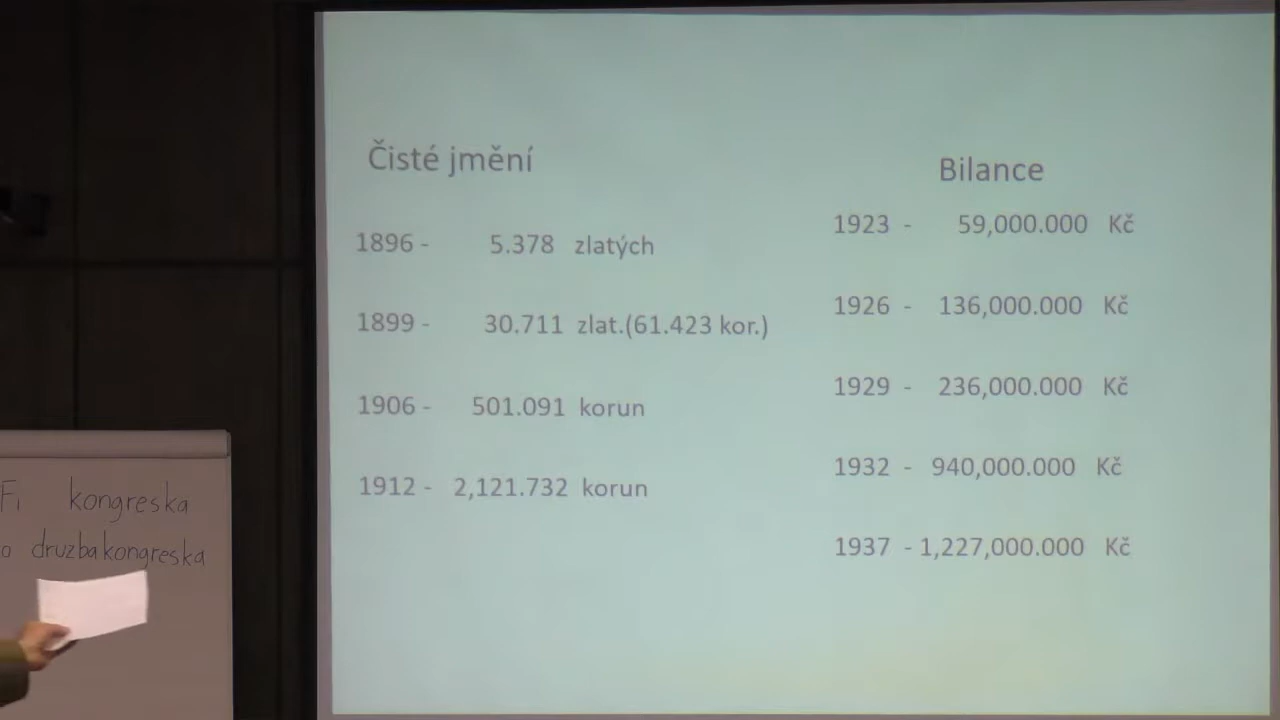 Čisté jmění
1896 - 5.378 zlatých
1899 - 30.711 zlat.(61.423 kor.)
1906 - 501.091 korun
1912 - 2,121.732 korun
Bilance
1923 - 59,000.000 Kč
1926 - 136,000.000 Kč
1929 - 236,000.000 Kč
1932 - 940,000.000 Kč
1937 - 1,227,000.000 Kč
Fi kongreska
o druzbakongreska